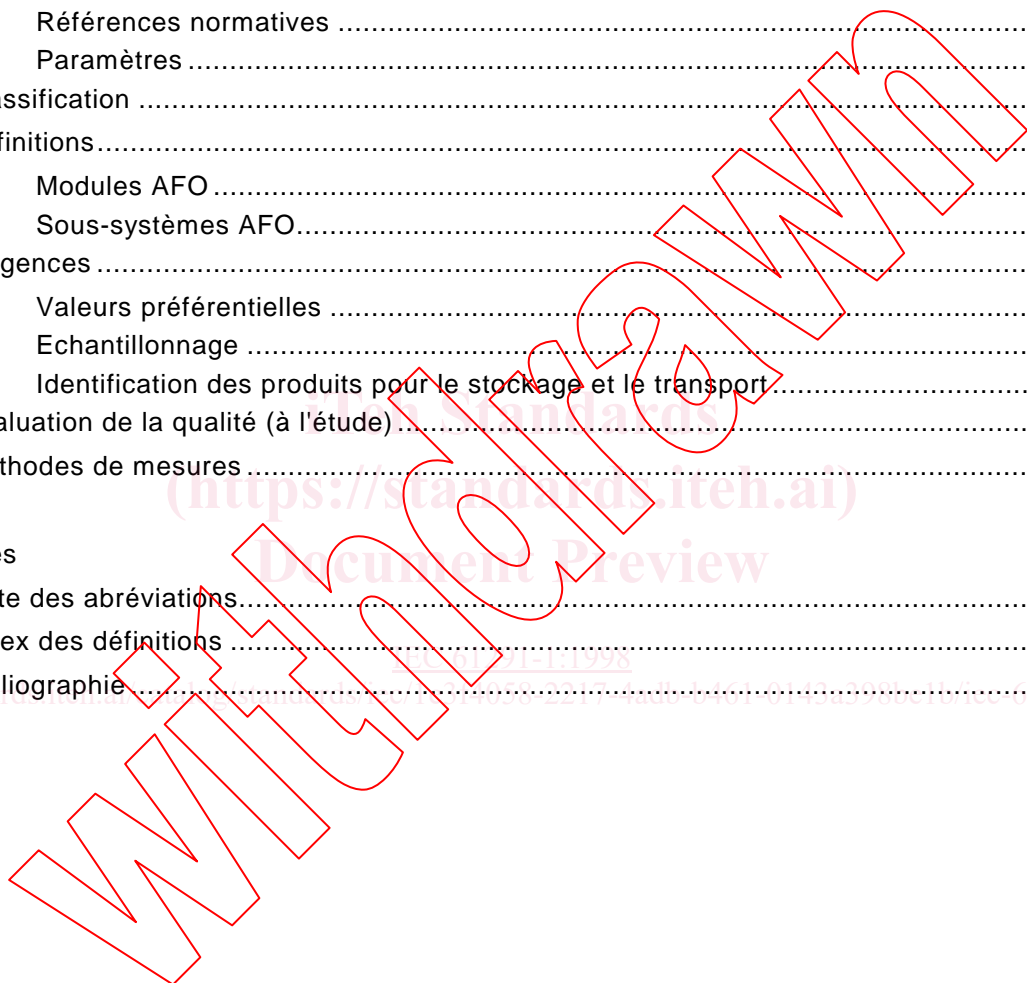 Références normatives ............................................................
Paramètres ............................................................
assification ............................................................
finitions ............................................................
Modules AFO ............................................................
Sous-systèmes AFO ............................................................
gences ............................................................
Valeurs préférentielles ............................................................
Echantillonnage ............................................................
Identification des produits pour le stockage et le transport ..............................
iTeh Standards
aluation de la qualité (à l'étude) ............................................................
thodes de mesures ............................................................
(https://standards.iteh.ai)
es
Document Preview
te des abréviations ............................................................
ex des définitions ............................................................
IEC 61291-1:1998
liographie ............................................................
withdrawn